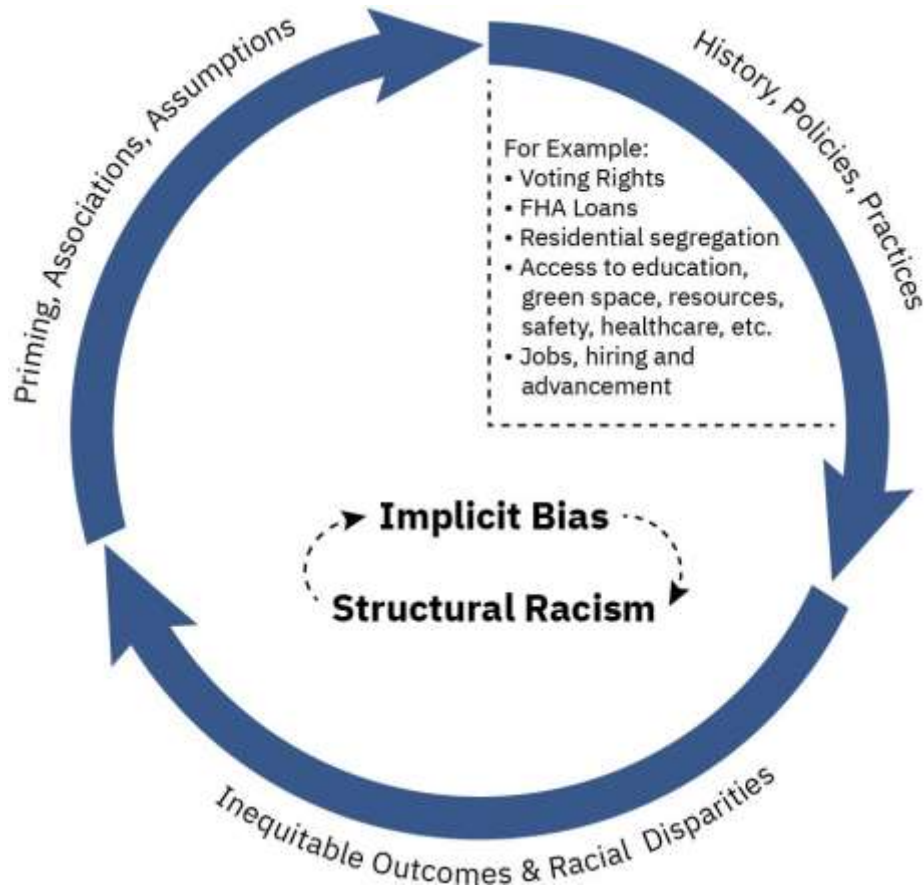 Priming, Associations, Assumptions
History, Policies, Practices
For Example:
• Voting Rights
• FHA Loans
• Residential segregation
• Access to education,
green space, resources,
safety, healthcare, etc.
• Jobs, hiring and
advancement
Implicit Bias
Structural Racism
Inequitable Outcomes & Racial Disparities